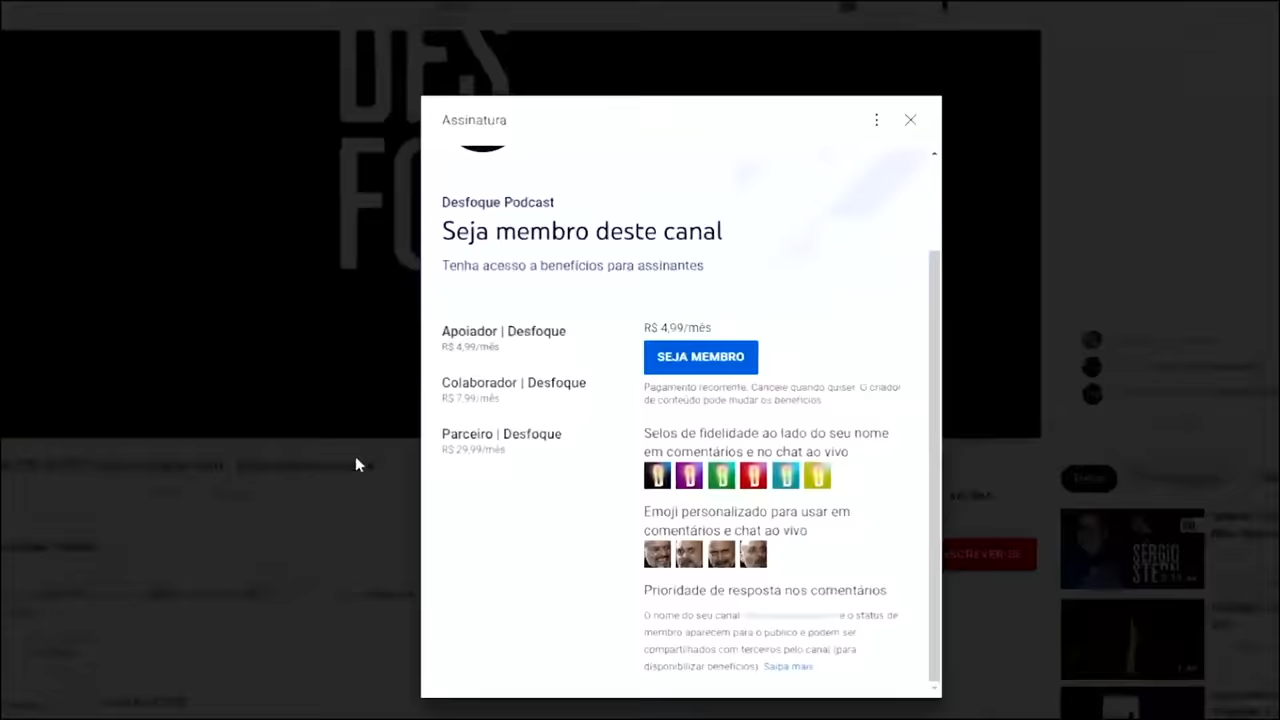 DES
FO
Assinatura
Desfoque Podcast
Seja membro deste canal
Tenha acesso a benefícios para assinantes
Apoiador | Desfoque
R$ 4,99/mês
Colaborador | Desfoque
R$ 7,99/mês
Parceiro | Desfoque
R$ 29,99/mês
R$ 4,99/mês
SEJA MEMBRO
Pagamento recorrente. Cancele quando quiser. O criador
de conteúdo pode mudar os benefícios
Selos de fidelidade ao lado do seu nome
em comentários e no chat ao vivo
Emoji personalizado para usar em
comentários e chat ao vivo
Prioridade de resposta nos comentários
O nome do seu canal e o status de
membro aparecem para o público e podem ser
compartilhados com terceiros pelo canal (para
disponibilizar benefícios). Saiba mais
SÉRGIO